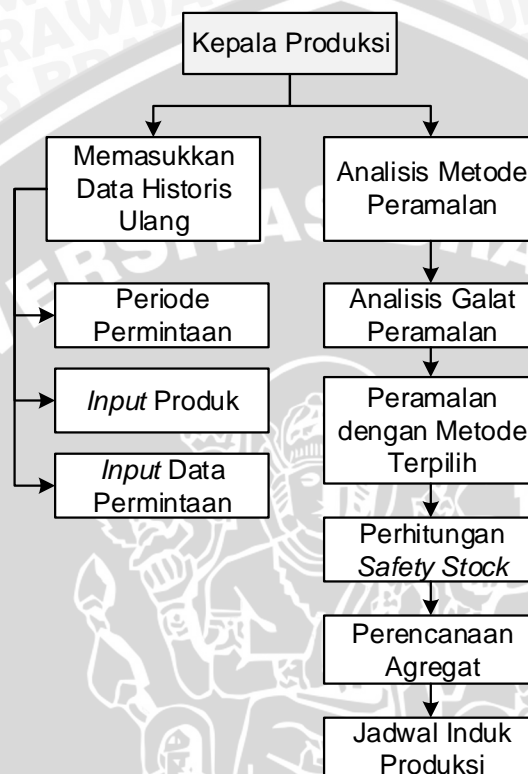 Kepala Produksi
Memasukkan
Data Historis
Ulang
Periode
Permintaan
Input Produk
Input Data
Permintaan
Analisis Metode
Peramalan
Analisis Galat
Peramalan
Peramalan
dengan Metode
Terpilih
Perhitungan
Safety Stock
Perencanaan
Agregat
Jadwal Induk
Produksi